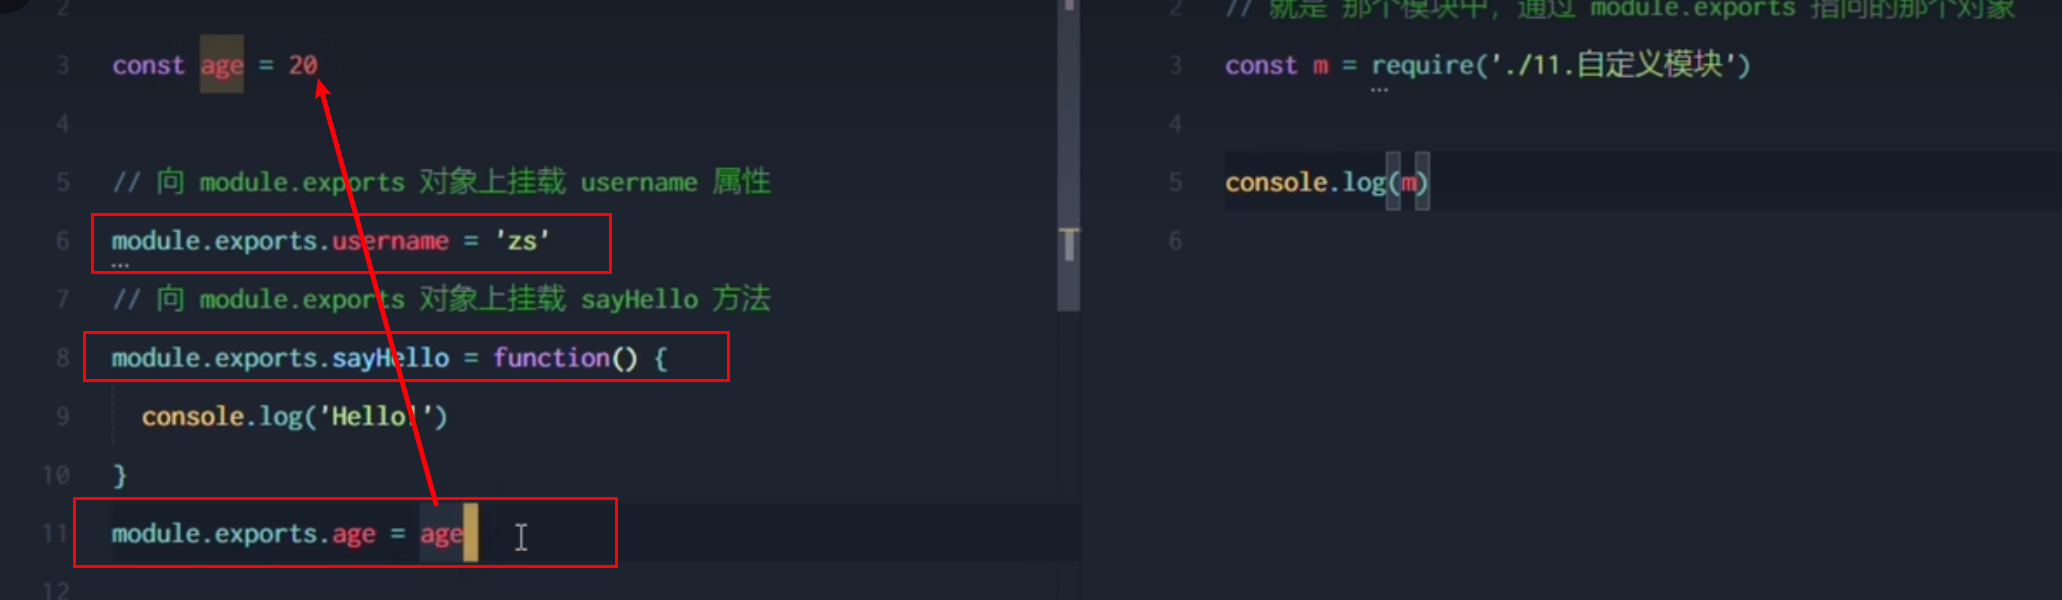 2
3 const age = 20
4
5 // 向 module.exports 对象上挂载 username 属性
6 module.exports.username = 'zs'
7 // 向 module.exports 对象上挂载 sayHello 方法
8 module.exports.sayHello = function() {
9 console.log('Hello!')
10 }
11 module.exports.age = age
12
2 // 就是 那个模块中，通过 module.exports 指向的那个对象
3 const m = require('./11.自定义模块')
4
5 console.log(m)
6